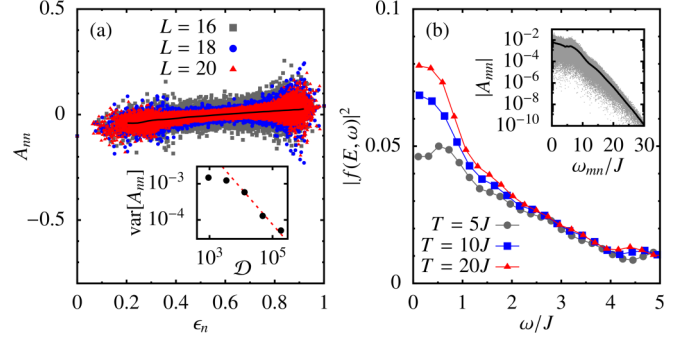 (a)
L = 16
L = 18
L = 20
0.5
0
−0.5
A_nn
0
0.2
0.4
0.6
0.8
1
ϵ_n
var[A_nn]
10^−3
10^−4
10^3
10^5
𝒟
(b)
0.1
0.05
0
|f(E, ω)|^2
0
1
2
3
4
5
ω/J
T = 5J
T = 10J
T = 20J
|A_mn|
10^−2
10^−4
10^−6
10^−8
10^−10
0
10
20
30
ω_mn/J